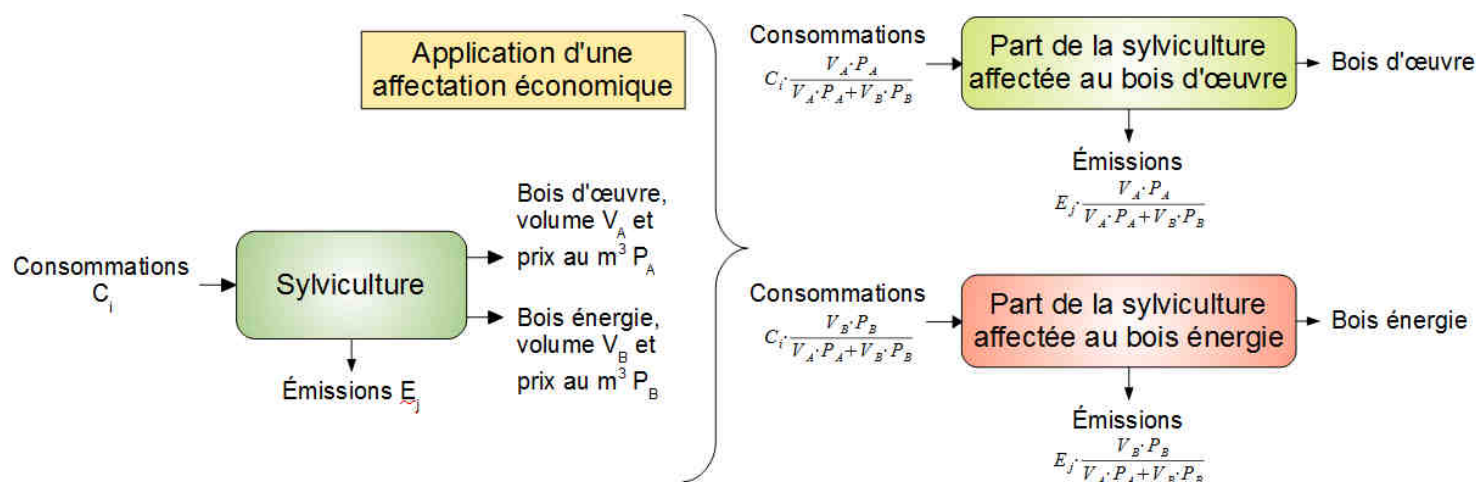 Application d'une
affectation économique
Consommations
C_i
Sylviculture
Émissions E_j
Bois d'œuvre,
volume V_A et
prix au m³ P_A
Bois énergie,
volume V_B et
prix au m³ P_B
Consommations
C_i · V_A·P_A / V_A·P_A+V_B·P_B
Part de la sylviculture
affectée au bois d'œuvre
Bois d'œuvre
Émissions
E_j · V_A·P_A / V_A·P_A+V_B·P_B
Consommations
C_i · V_B·P_B / V_A·P_A+V_B·P_B
Part de la sylviculture
affectée au bois énergie
Bois énergie
Émissions
E_j · V_B·P_B / V_A·P_A+V_B·P_B